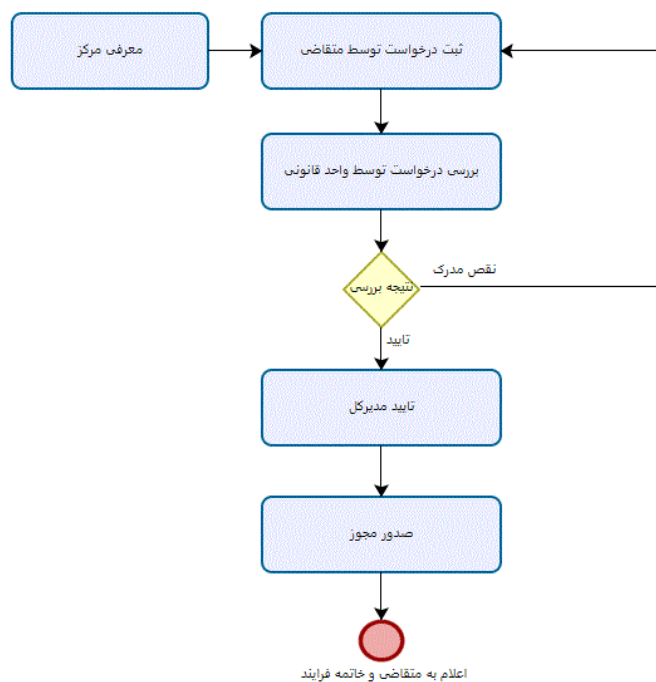 معرفی مرکز
ثبت درخواست توسط متقاضی
بررسی درخواست توسط واحد قانونی
نتیجه بررسی
نقص مدرک
تایید
تایید مدیرکل
صدور مجوز
اعلام به متقاضی و خاتمه فرایند